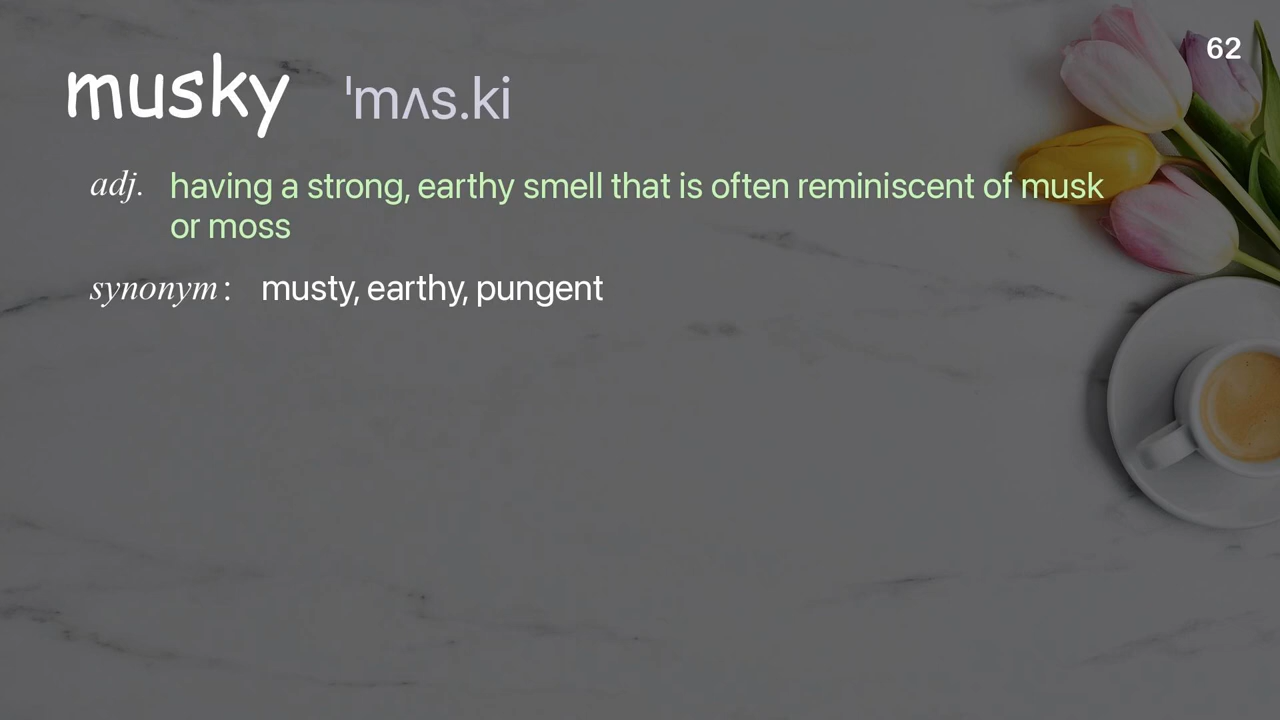 62
musky ˈmʌs.ki
adj. having a strong, earthy smell that is often reminiscent of musk
or moss
synonym: musty, earthy, pungent